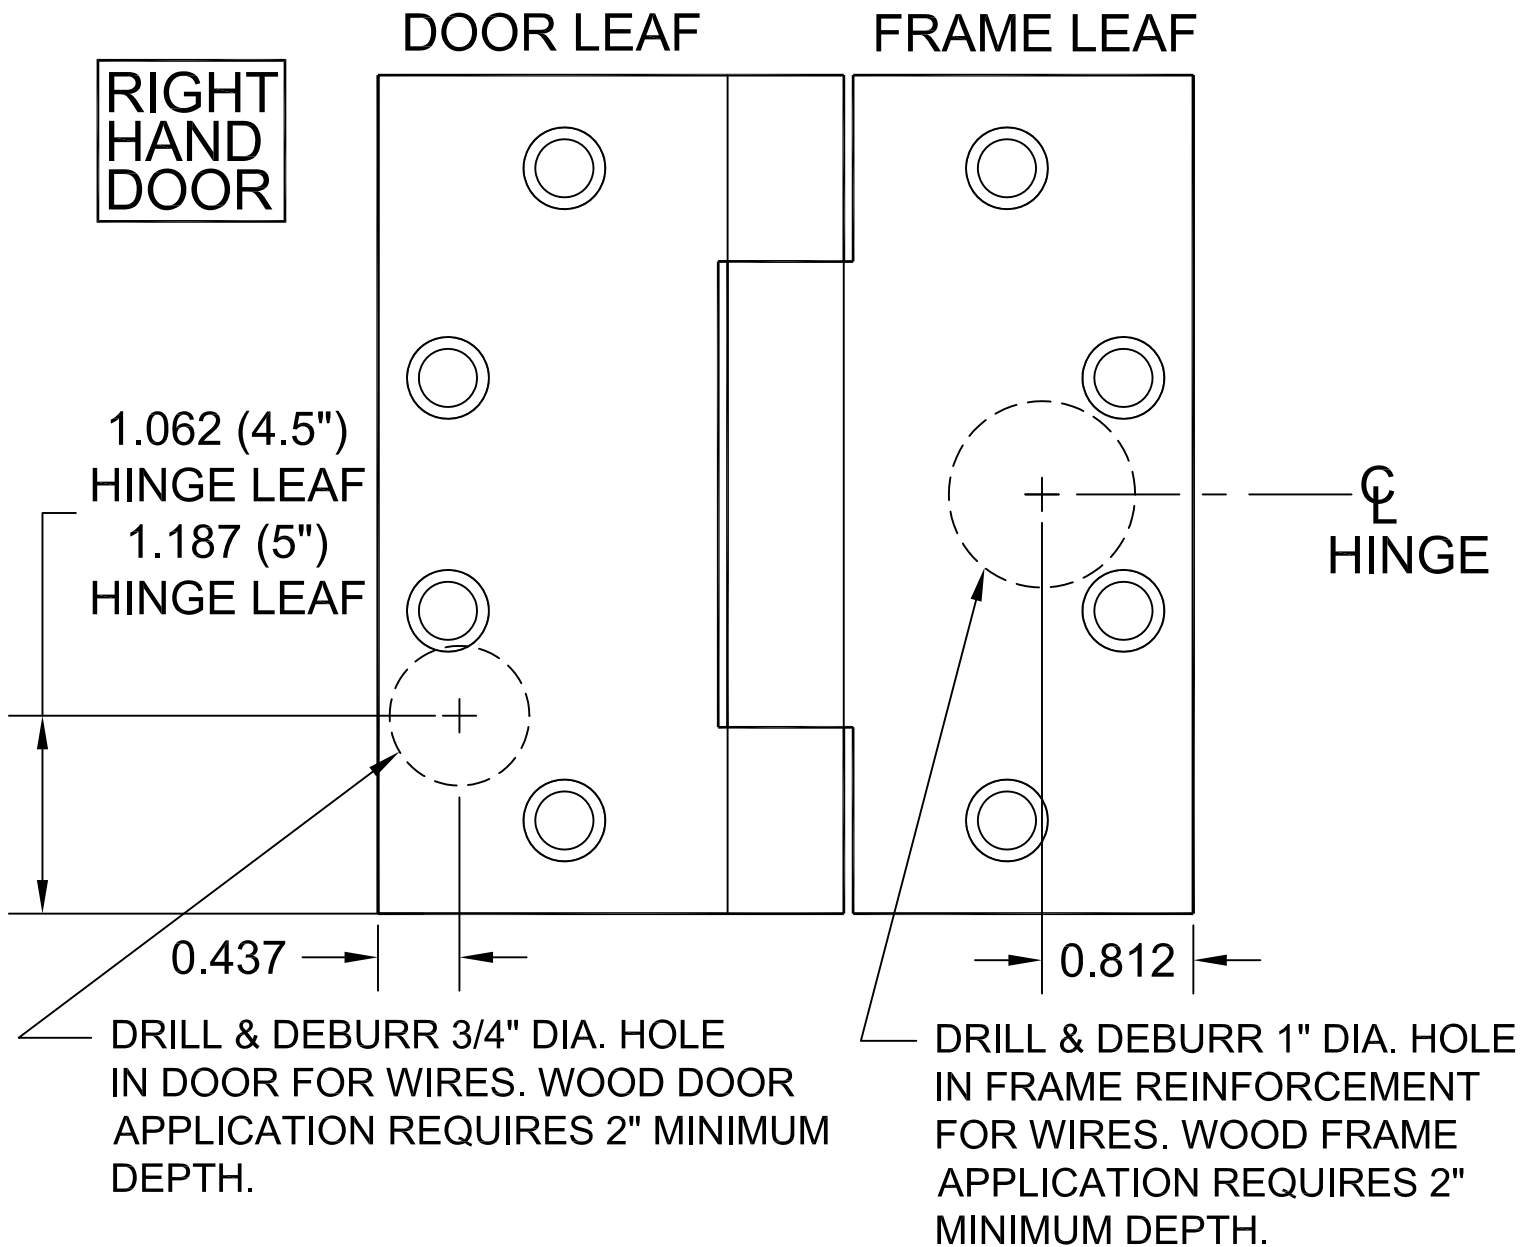 DOOR LEAF
FRAME LEAF
RIGHT
HAND
DOOR
1.062 (4.5")
HINGE LEAF
1.187 (5")
HINGE LEAF
℄
HINGE
0.437
0.812
DRILL & DEBURR 3/4" DIA. HOLE
IN DOOR FOR WIRES. WOOD DOOR
APPLICATION REQUIRES 2" MINIMUM
DEPTH.
DRILL & DEBURR 1" DIA. HOLE
IN FRAME REINFORCEMENT
FOR WIRES. WOOD FRAME
APPLICATION REQUIRES 2"
MINIMUM DEPTH.